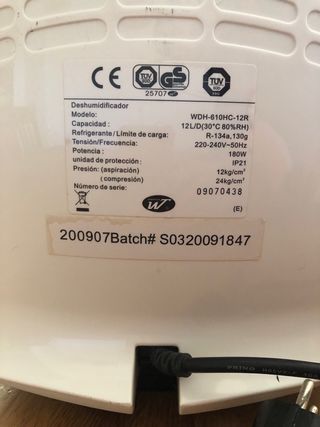 CE TUV GS TUV
25707
Deshumidificador
Modelo: WDH-610HC-12R
Capacidad: 12L/D(30°C 80%RH)
Refrigerante/Límite de carga: R-134a,130g
Tensión/Frecuencia: 220-240V~50Hz
Potencia: 180W
unidad de protección: IP21
Presión: (aspiración) 12kg/cm²
(compresión) 24kg/cm²
Número de serie: 09070438
W (E)
200907Batch# S0320091847